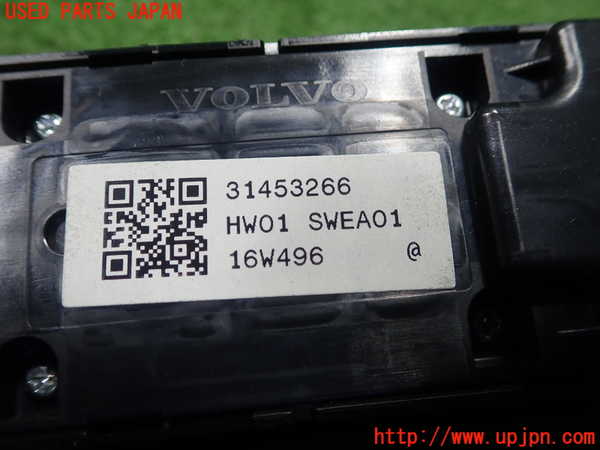 USED PARTS JAPAN
VOLVO
31453266
HW01 SWEA01
16W496 @
http://www.upjpn.com/